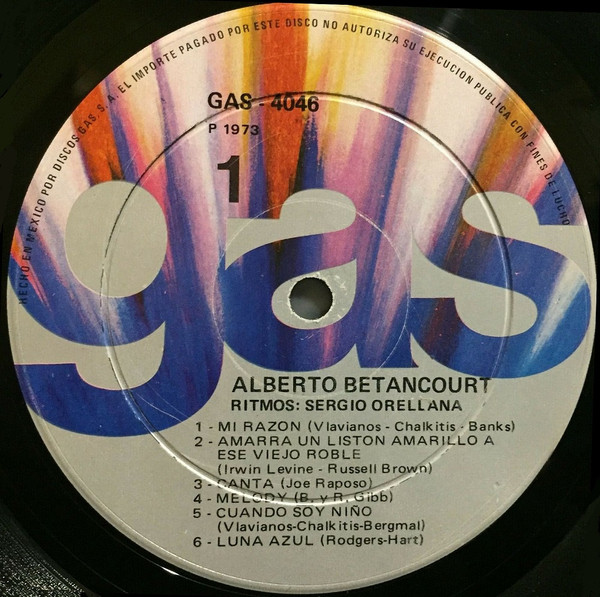 HECHO EN MEXICO POR DISCOS GAS, S. A. EL IMPORTE PAGADO POR ESTE DISCO NO AUTORIZA SU EJECUCION PUBLICA CON FINES DE LUCRO
GAS - 4046
P 1973
1
gas
ALBERTO BETANCOURT
RITMOS: SERGIO ORELLANA
1 - MI RAZON (Vlavianos - Chalkitis - Banks)
2 - AMARRA UN LISTON AMARILLO A
ESE VIEJO ROBLE
(Irwin Levine - Russell Brown)
3 - CANTA (Joe Raposo)
4 - MELODY (B. y R. Gibb)
5 - CUANDO SOY NIÑO
(Vlavianos-Chalkitis-Bergmal)
6 - LUNA AZUL (Rodgers-Hart)